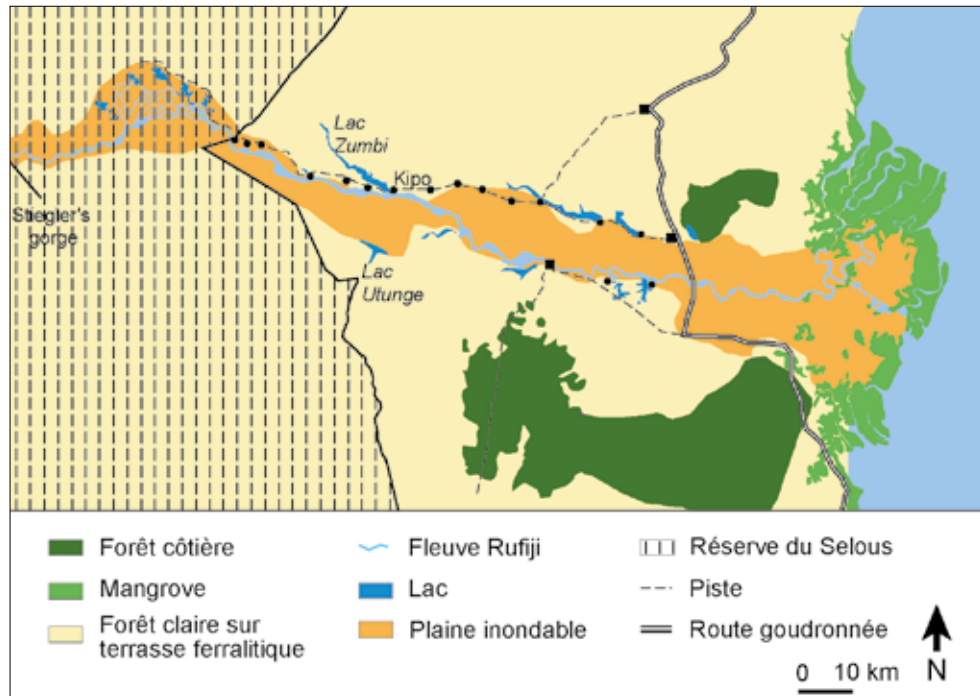 Lac
Zumbi
Kipo
Stiegler's
gorge
Lac
Utunge
Forêt côtière
Fleuve Rufiji
Réserve du Selous
Mangrove
Lac
Piste
Forêt claire sur
terrasse ferralitique
Plaine inondable
Route goudronnée
0 10 km
N